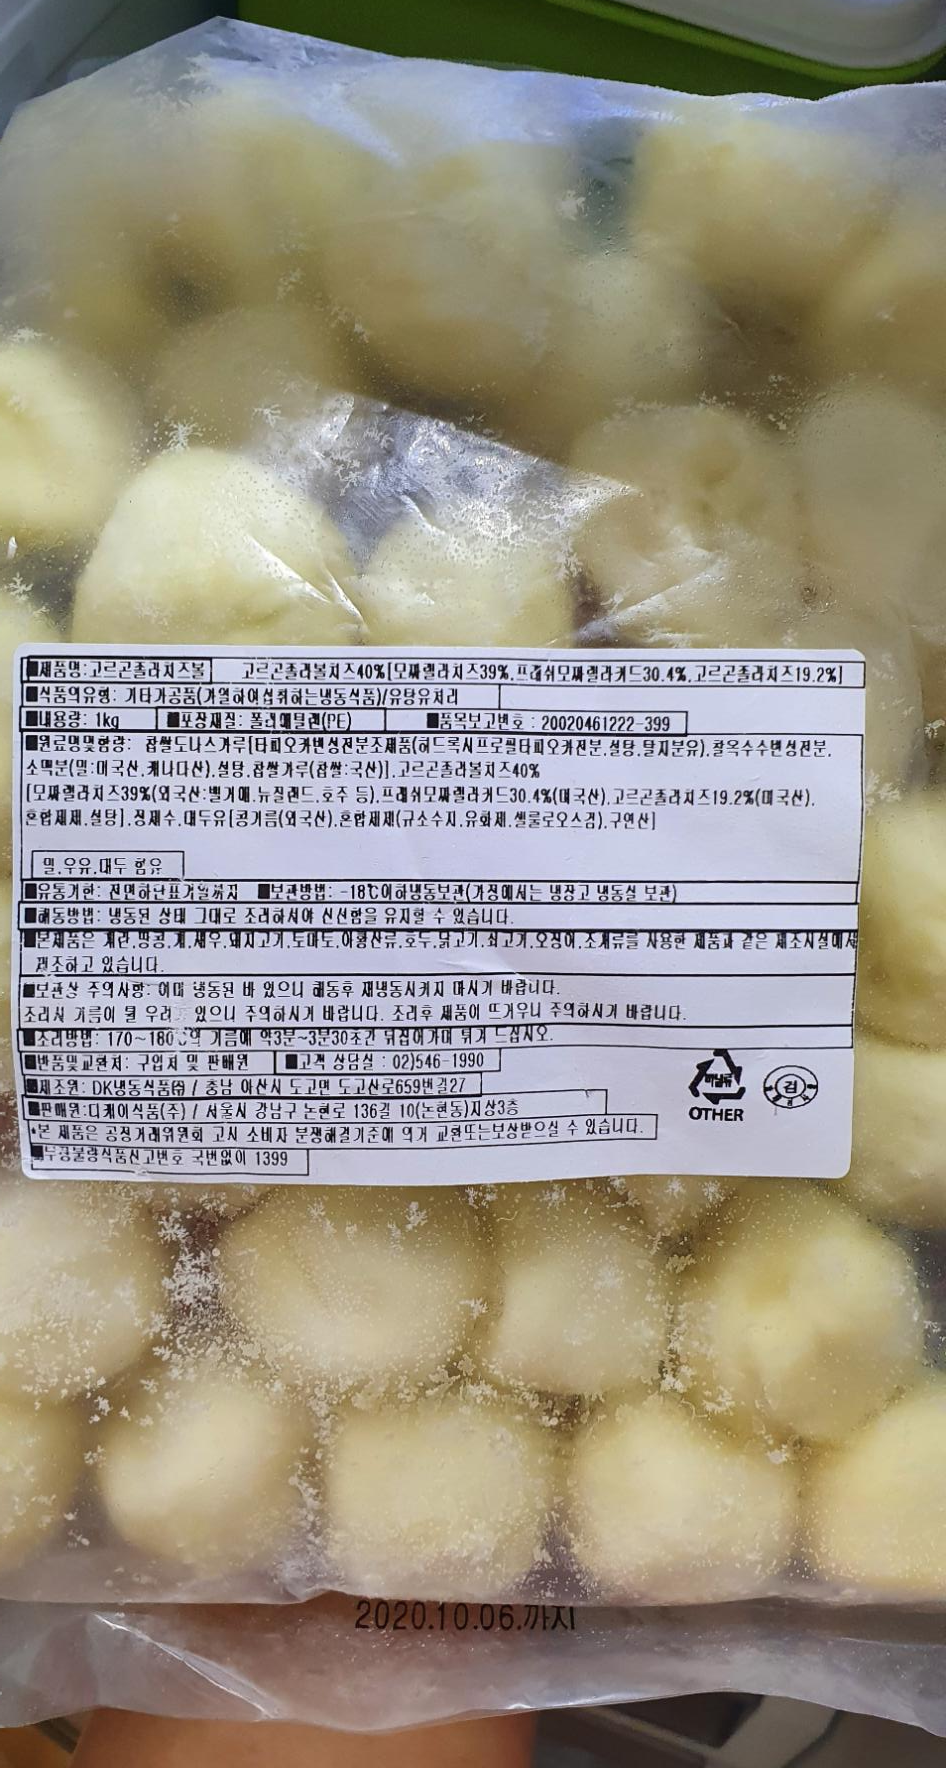 ■제품명:고르곤졸라치즈볼 고르곤졸라볼치즈40%[모짜렐라치즈39%.프레쉬모짜렐라커드30.4%.고르곤졸라치즈19.2%]
■식품의유형: 기타가공품(가열하여섭취하는냉동식품)/유탕유처리
■내용량: 1kg ■포장재질: 폴리에틸렌(PE) ■품목보고번호 : 20020461222-399
■원료명및함량: 찹쌀도나스가루[타피오카변성전분조제품(히드록시프로필타피오카전분.설탕.탈지분유).찰옥수수변성전분.
소맥분(밀:미국산.캐나다산).설탕.찹쌀가루(찹쌀:국산)].고르곤졸라볼치즈40%
[모짜렐라치즈39%(외국산:벨기에.뉴질랜드.호주 등).프레쉬모짜렐라커드30.4%(미국산).고르곤졸라치즈19.2%(미국산).
혼합제제.설탕].정제수.대두유[콩기름(외국산).혼합제제(규소수지.유화제.셀룰로오스검).구연산]
밀.우유.대두 함유
■유통기한: 전면하단표기일까지 ■보관방법: -18℃이하냉동보관(가정에서는 냉장고 냉동실 보관)
■해동방법: 냉동된 상태 그대로 조리하셔야 신선함을 유지할 수 있습니다.
■본제품은 계란.땅콩.게.새우.돼지고기.토마토.아황산류.호두.닭고기.쇠고기.오징어.조개류를 사용한 제품과 같은 제조시설에서
제조하고 있습니다.
■보관상 주의사항: 이미 냉동된 바 있으니 해동후 재냉동시키지 마시기 바랍니다.
조리시 기름이 튈 우려가 있으니 주의하시기 바랍니다. 조리후 제품이 뜨거우니 주의하시기 바랍니다.
■조리방법: 170~180℃의 기름에 약3분~3분30초간 뒤집어가며 튀겨 드십시오.
■반품및교환처: 구입처 및 판매원 ■고객 상담실 : 02)546-1990
■제조원: DK냉동식품㈜ / 충남 아산시 도고면 도고산로659번길27
■판매원:디케이식품(주) / 서울시 강남구 논현로 136길 10(논현동)지상3층
*본 제품은 공정거래위원회 고시 소비자 분쟁해결기준에 의거 교환또는보상받으실 수 있습니다.
■부정불량식품신고번호 국번없이 1399
비닐류
OTHER
검
2020.10.06.까지